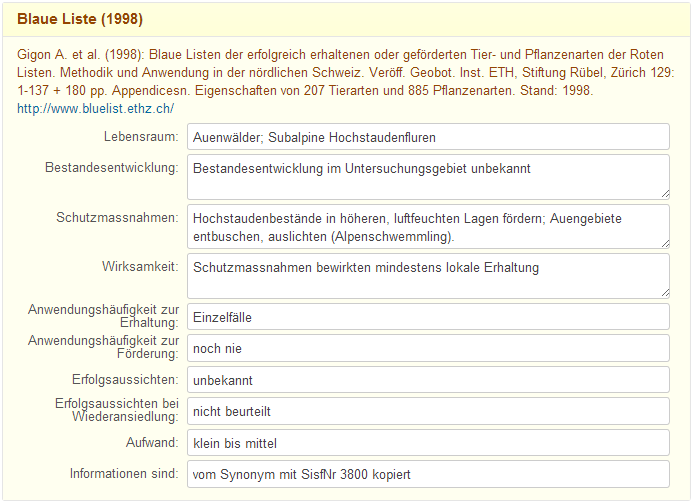 Blaue Liste (1998)
Gigon A. et al. (1998): Blaue Listen der erfolgreich erhaltenen oder geförderten Tier- und Pflanzenarten der Roten
Listen. Methodik und Anwendung in der nördlichen Schweiz. Veröff. Geobot. Inst. ETH, Stiftung Rübel, Zürich 129:
1-137 + 180 pp. Appendicesn. Eigenschaften von 207 Tierarten und 885 Pflanzenarten. Stand: 1998.
http://www.bluelist.ethz.ch/
Lebensraum: Auenwälder; Subalpine Hochstaudenfluren
Bestandesentwicklung: Bestandesentwicklung im Untersuchungsgebiet unbekannt
Schutzmassnahmen: Hochstaudenbestände in höheren, luftfeuchten Lagen fördern; Auengebiete
entbuschen, auslichten (Alpenschwemmling).
Wirksamkeit: Schutzmassnahmen bewirkten mindestens lokale Erhaltung
Anwendungshäufigkeit zur
Erhaltung: Einzelfälle
Anwendungshäufigkeit zur
Förderung: noch nie
Erfolgsaussichten: unbekannt
Erfolgsaussichten bei
Wiederansiedlung: nicht beurteilt
Aufwand: klein bis mittel
Informationen sind: vom Synonym mit SisfNr 3800 kopiert